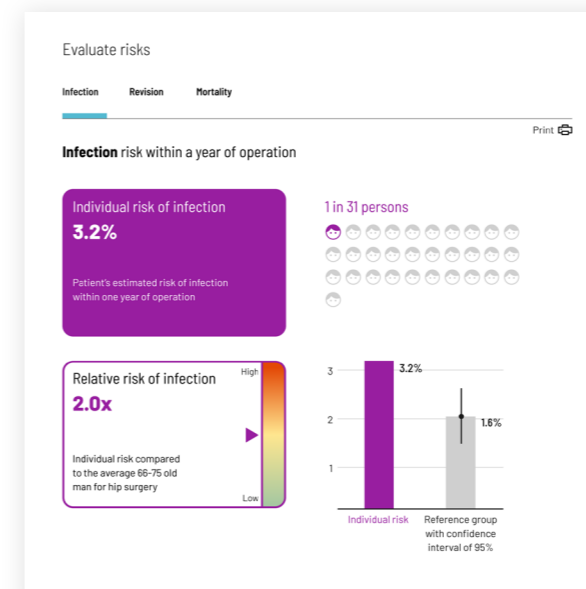 Evaluate risks
Infection Revision Mortality
Print
Infection risk within a year of operation
Individual risk of infection
3.2%
Patient's estimated risk of infection
within one year of operation
1 in 31 persons
Relative risk of infection
2.0x
Individual risk compared
to the average 66-75 old
man for hip surgery
High
Low
3
2
1
3.2%
1.6%
Individual risk
Reference group
with confidence
interval of 95%